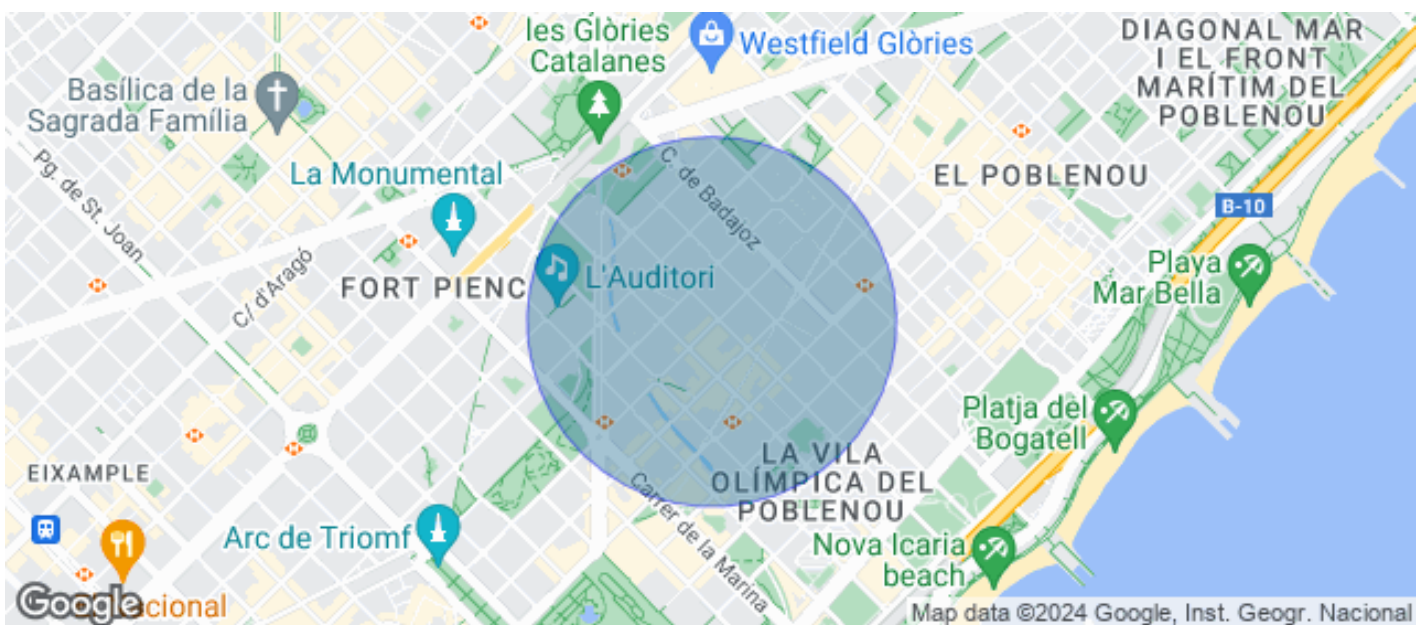 les Glòries
Catalanes
Westfield Glòries
DIAGONAL MAR
I EL FRONT
MARÍTIM DEL
POBLENOU
Basílica de la
Sagrada Família
Pg. de St. Joan
La Monumental
C. de Badajoz
EL POBLENOU
B-10
C/ d'Aragó
FORT PIENC
L'Auditori
Playa
Mar Bella
Platja del
Bogatell
EIXAMPLE
LA VILA
OLÍMPICA DEL
POBLENOU
Carrer de la Marina
Arc de Triomf
Nova Icaria
beach
Google
acional
Map data ©2024 Google, Inst. Geogr. Nacional